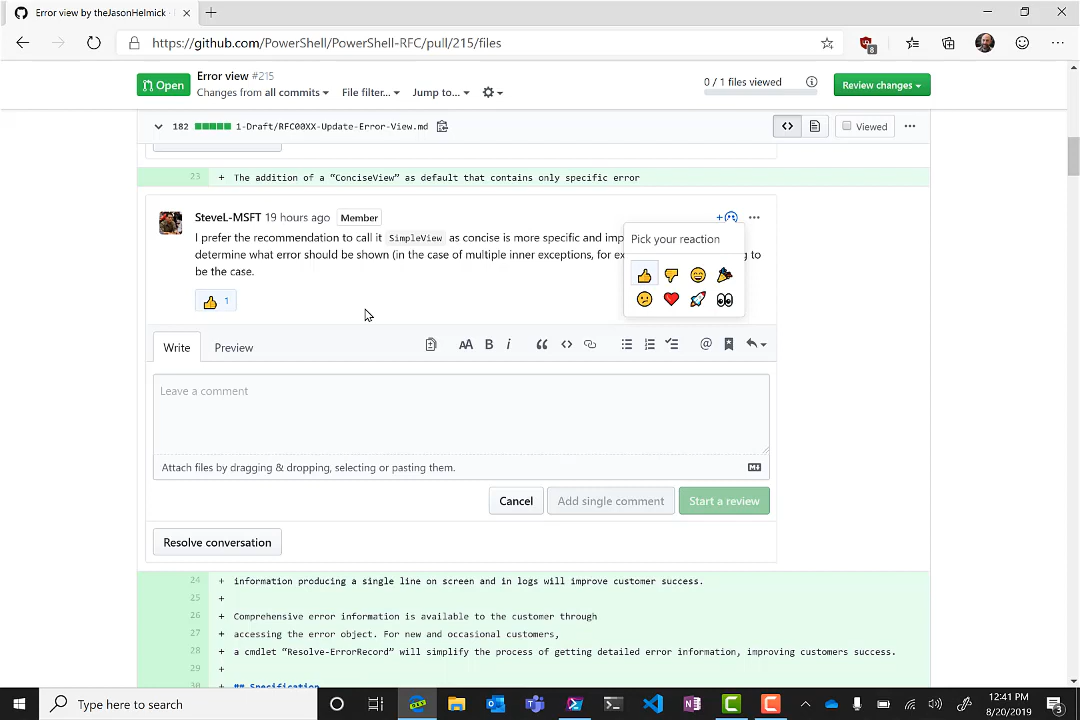 Error view by theJasonHelmick ·
https://github.com/PowerShell/PowerShell-RFC/pull/215/files
8
Open
Error view #215
Changes from all commits
File filter...
Jump to...
0 / 1 files viewed
Review changes
182
1-Draft/RFC00XX-Update-Error-View.md
Viewed
23 + The addition of a “ConciseView” as default that contains only specific error
SteveL-MSFT 19 hours ago Member
I prefer the recommendation to call it SimpleView as concise is more specific and imp
determine what error should be shown (in the case of multiple inner exceptions, for ex
g to
be the case.
Pick your reaction
👍 1
Write
Preview
AA B i
Leave a comment
Attach files by dragging & dropping, selecting or pasting them.
Cancel
Add single comment
Start a review
Resolve conversation
24 + information producing a single line on screen and in logs will improve customer success.
25 +
26 + Comprehensive error information is available to the customer through
27 + accessing the error object. For new and occasional customers,
28 + a cmdlet “Resolve-ErrorRecord” will simplify the process of getting detailed error information, improving customers success.
29 +
30 + ## Specification
Type here to search
12:41 PM
8/20/2019
3